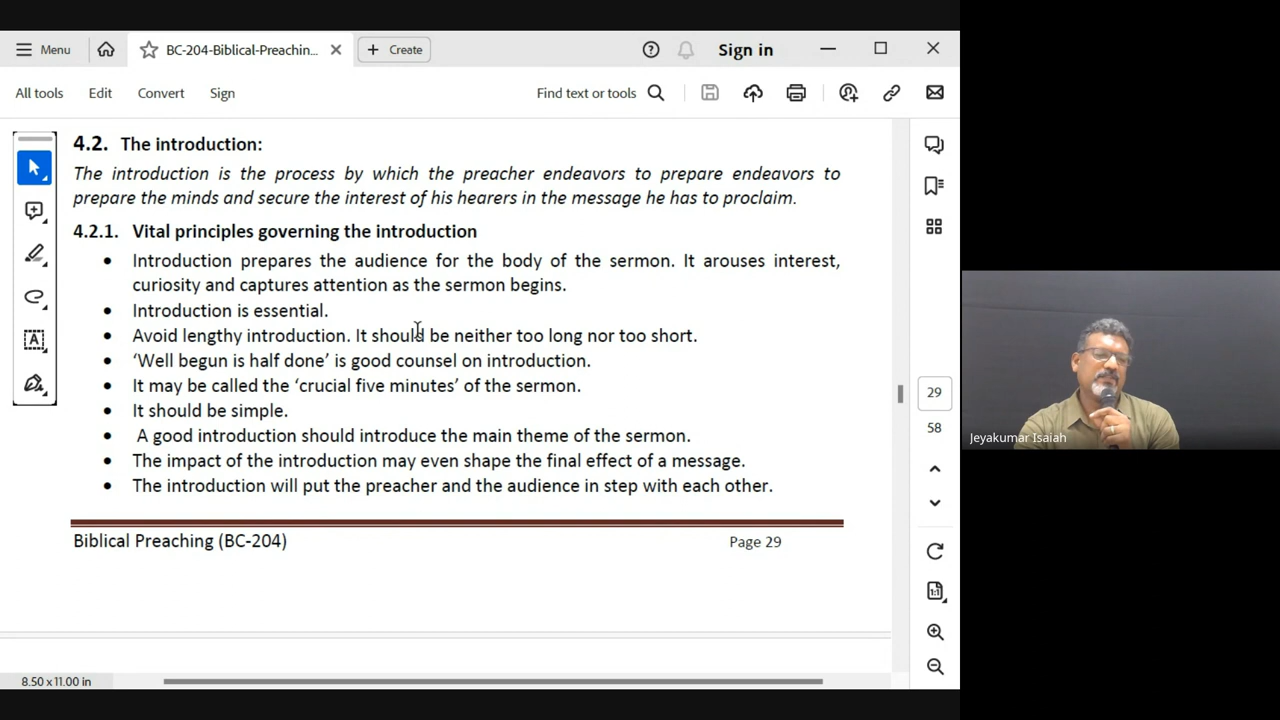 Menu
BC-204-Biblical-Preachin...
Create
Sign in
All tools
Edit
Convert
Sign
Find text or tools
4.2. The introduction:
The introduction is the process by which the preacher endeavors to prepare endeavors to
prepare the minds and secure the interest of his hearers in the message he has to proclaim.
4.2.1. Vital principles governing the introduction
• Introduction prepares the audience for the body of the sermon. It arouses interest,
curiosity and captures attention as the sermon begins.
• Introduction is essential.
• Avoid lengthy introduction. It should be neither too long nor too short.
• ‘Well begun is half done’ is good counsel on introduction.
• It may be called the ‘crucial five minutes’ of the sermon.
• It should be simple.
• A good introduction should introduce the main theme of the sermon.
• The impact of the introduction may even shape the final effect of a message.
• The introduction will put the preacher and the audience in step with each other.
Biblical Preaching (BC-204)
Page 29
29
58
1:1
8.50 x 11.00 in
Jeyakumar Isaiah